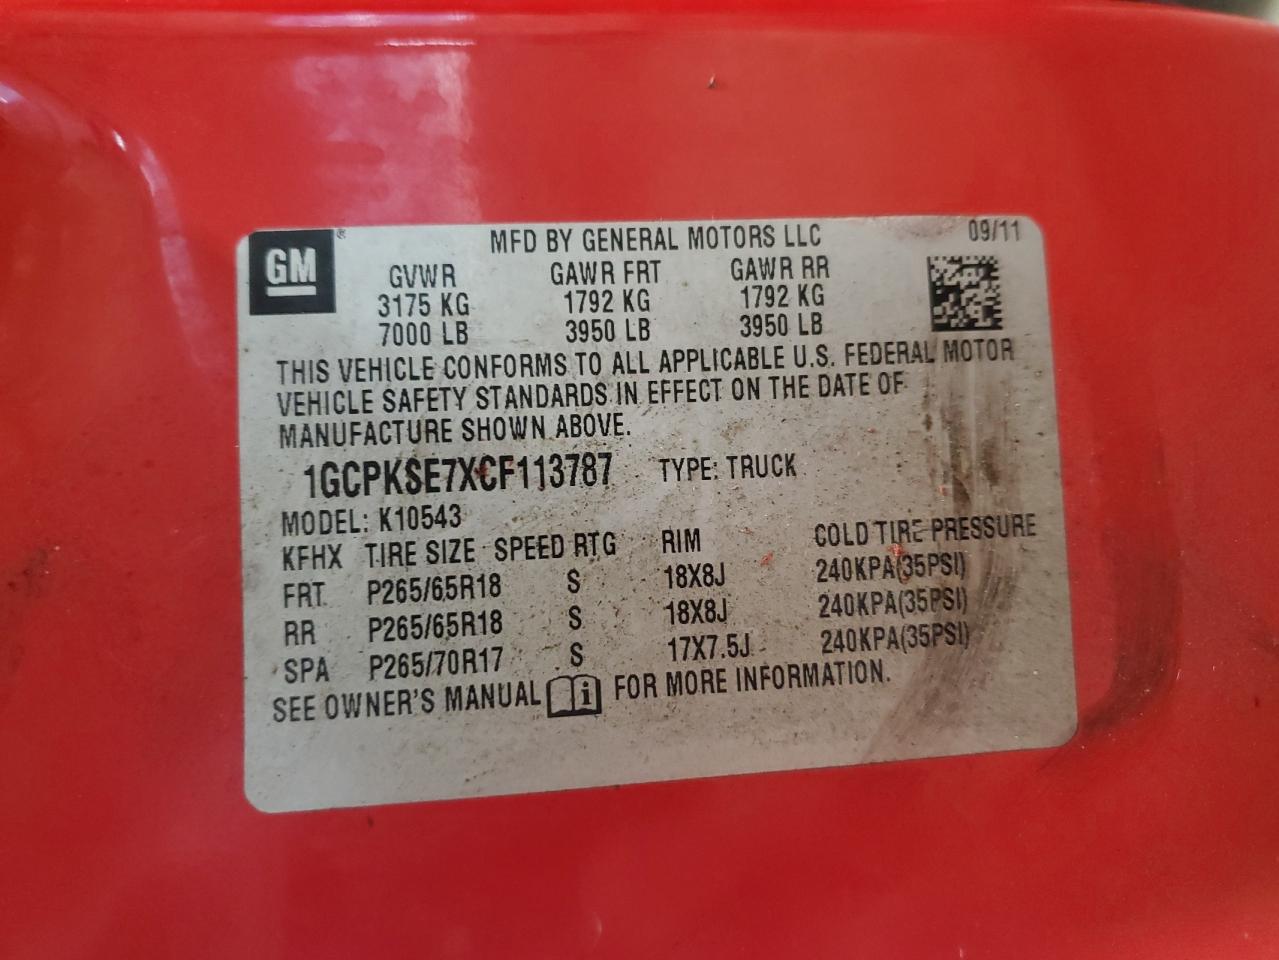 GM®
MFD BY GENERAL MOTORS LLC 09/11
GVWR GAWR FRT GAWR RR
3175 KG 1792 KG 1792 KG
7000 LB 3950 LB 3950 LB
THIS VEHICLE CONFORMS TO ALL APPLICABLE U.S. FEDERAL MOTOR
VEHICLE SAFETY STANDARDS IN EFFECT ON THE DATE OF
MANUFACTURE SHOWN ABOVE.
1GCPKSE7XCF113787 TYPE: TRUCK
MODEL: K10543
KFHX TIRE SIZE SPEED RTG RIM COLD TIRE PRESSURE
FRT P265/65R18 S 18X8J 240KPA(35PSI)
RR P265/65R18 S 18X8J 240KPA(35PSI)
SPA P265/70R17 S 17X7.5J 240KPA(35PSI)
SEE OWNER'S MANUAL i FOR MORE INFORMATION.